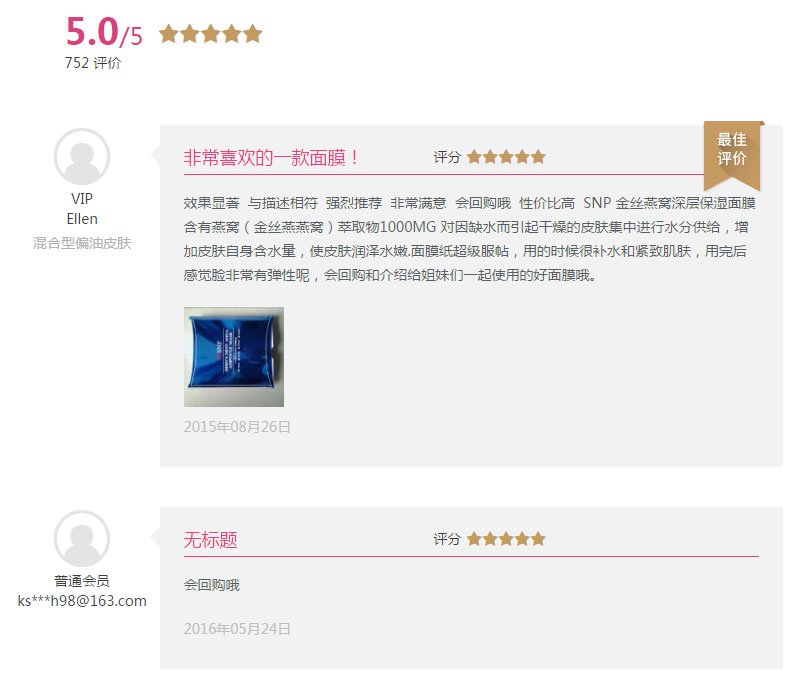 5.0/5
752 评价
最佳
评价
VIP
Ellen
混合型偏油皮肤
非常喜欢的一款面膜！
评分
效果显著 与描述相符 强烈推荐 非常满意 会回购哦 性价比高 SNP 金丝燕窝深层保湿面膜
含有燕窝（金丝燕燕窝）萃取物1000MG 对因缺水而引起干燥的皮肤集中进行水分供给，增
加皮肤自身含水量，使皮肤润泽水嫩.面膜纸超级服帖，用的时候很补水和紧致肌肤，用完后
感觉脸非常有弹性呢，会回购和介绍给姐妹们一起使用的好面膜哦。
SNP
2015年08月26日
普通会员
ks***h98@163.com
无标题
评分
会回购哦
2016年05月24日